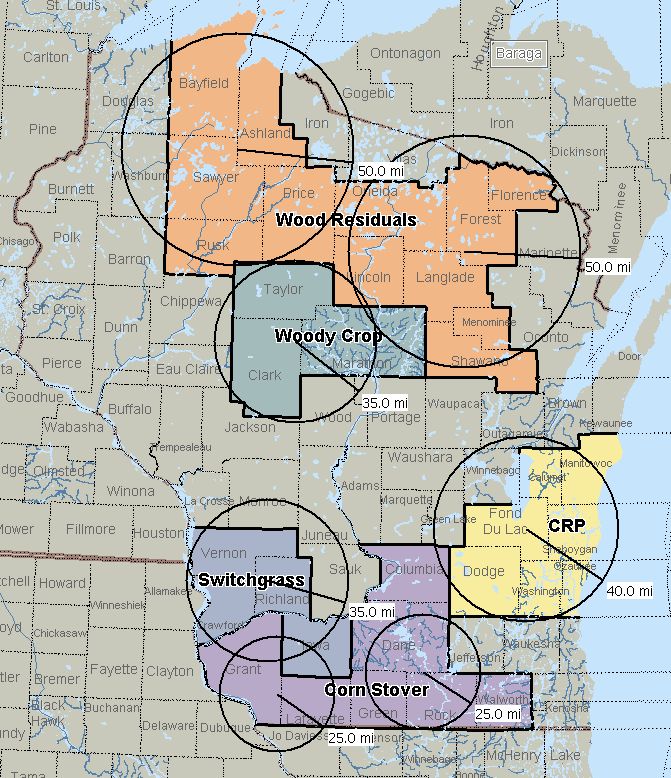 St. Louis
Houghton
Carlton
Ontonagon
Baraga
Bayfield
Gogebic
Douglas
Marquette
Pine
Ashland
Iron
Iron
Dickinson
50.0 mi
Washburn
Sawyer
Oneida
Burnett
Florence
Menominee
Wood Residuals
Forest
Polk
Rusk
Marinette
Chisago
Barron
50.0 mi
Lincoln
Langlade
Taylor
Chippewa
St. Croix
Dunn
Menominee
Woody Crop
Oconto
Pierce
Marathon
Door
Eau Claire
Clark
Shawano
Goodhue
35.0 mi
Buffalo
Waupaca
Brown
Wood
Portage
Wabasha
Jackson
Kewaunee
Outagamie
Trempealeau
Waushara
Manitowoc
Olmsted
Winnebago
Calumet
Winona
Adams
La Crosse
Monroe
Marquette
Fond
Du Lac
Green Lake
CRP
Mower
Fillmore
Houston
Juneau
Sheboygan
Vernon
Sauk
Columbia
Dodge
Ozaukee
Howard
Switchgrass
Allamakee
Washington
40.0 mi
Winneshiek
Richland
35.0 mi
Crawford
Chickasaw
Iowa
Dane
Waukesha
Jefferson
Fayette
Clayton
Grant
Bremer
Corn Stover
Walworth
Black
Hawk
Buchanan
Green
Rock
Kenosha
25.0 mi
Lafayette
Delaware
Dubuque
Jo Daviess
25.0 mi
Winnebago
McHenry
Lake
Tama